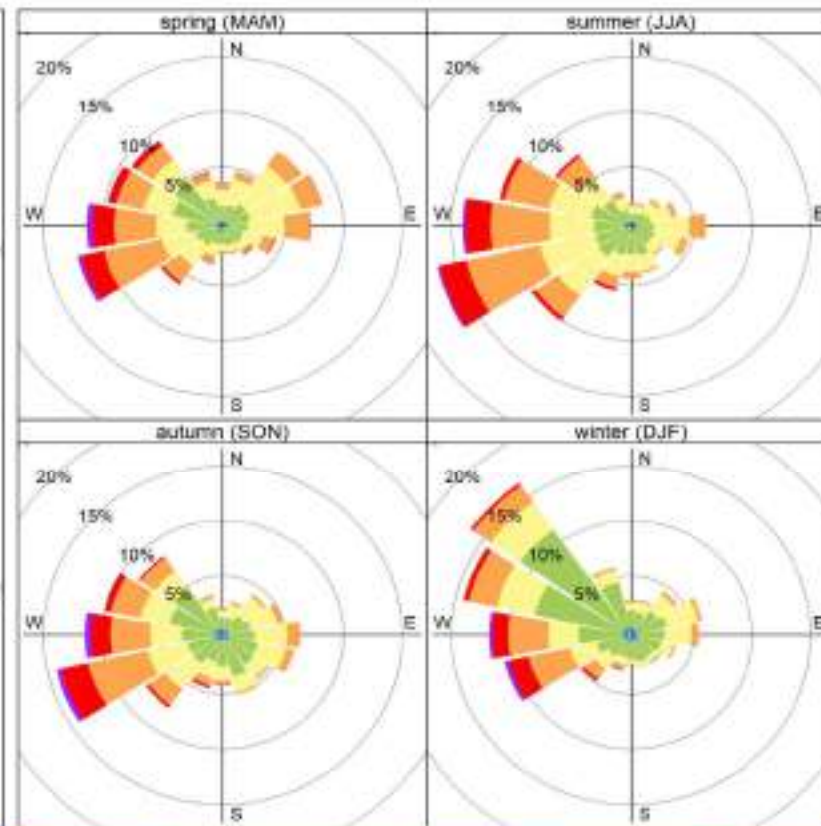 spring (MAM)
N
20%
15%
10%
5%
W
E
S
summer (JJA)
N
20%
15%
10%
5%
W
E
S
autumn (SON)
N
20%
15%
10%
5%
W
E
S
winter (DJF)
N
20%
15%
10%
5%
W
E
S